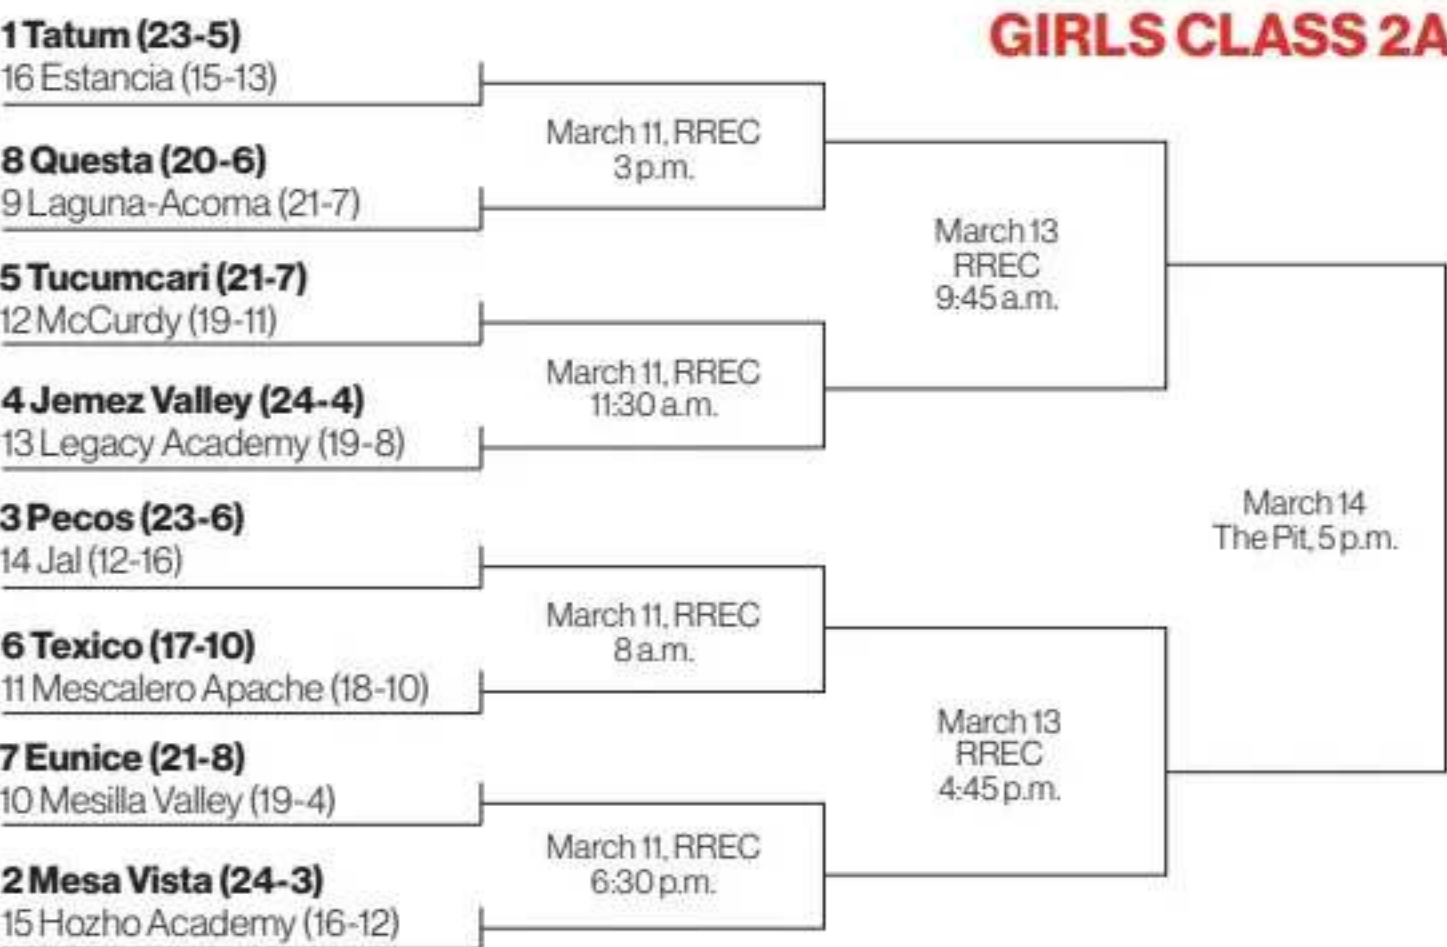 GIRLS CLASS 2A
1 Tatum (23-5)
16 Estancia (15-13)
8 Questa (20-6)
9 Laguna-Acoma (21-7)
5 Tucumcari (21-7)
12 McCurdy (19-11)
4 Jemez Valley (24-4)
13 Legacy Academy (19-8)
3 Pecos (23-6)
14 Jal (12-16)
6 Texico (17-10)
11 Mescalero Apache (18-10)
7 Eunice (21-8)
10 Mesilla Valley (19-4)
2 Mesa Vista (24-3)
15 Hozho Academy (16-12)
March 11, RREC
3 p.m.
March 11, RREC
11:30 a.m.
March 11, RREC
8 a.m.
March 11, RREC
6:30 p.m.
March 13
RREC
9:45 a.m.
March 13
RREC
4:45 p.m.
March 14
The Pit, 5 p.m.